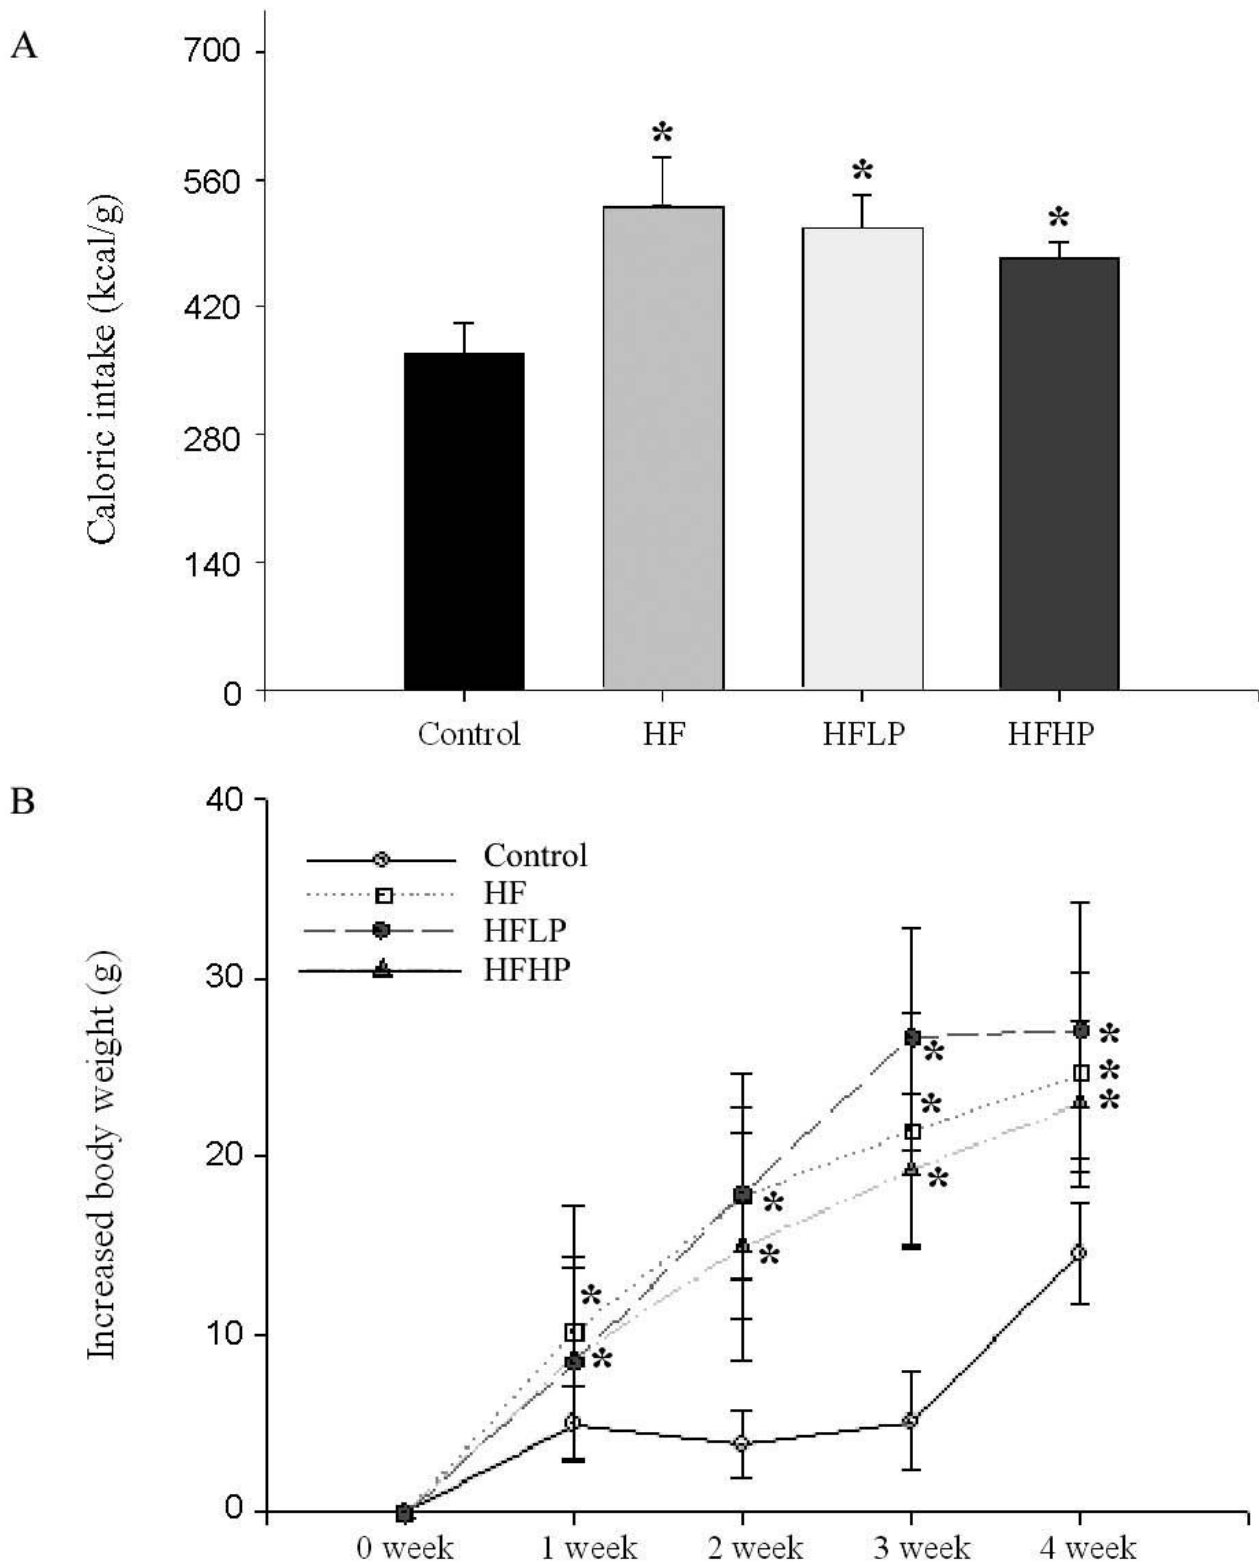 A
700
560
420
280
140
0
Caloric intake (kcal/g)
*
*
*
Control HF HFLP HFHP
B
40
30
20
10
0
Increased body weight (g)
Control
HF
HFLP
HFHP
*
*
*
*
*
*
*
*
*
*
0 week 1 week 2 week 3 week 4 week